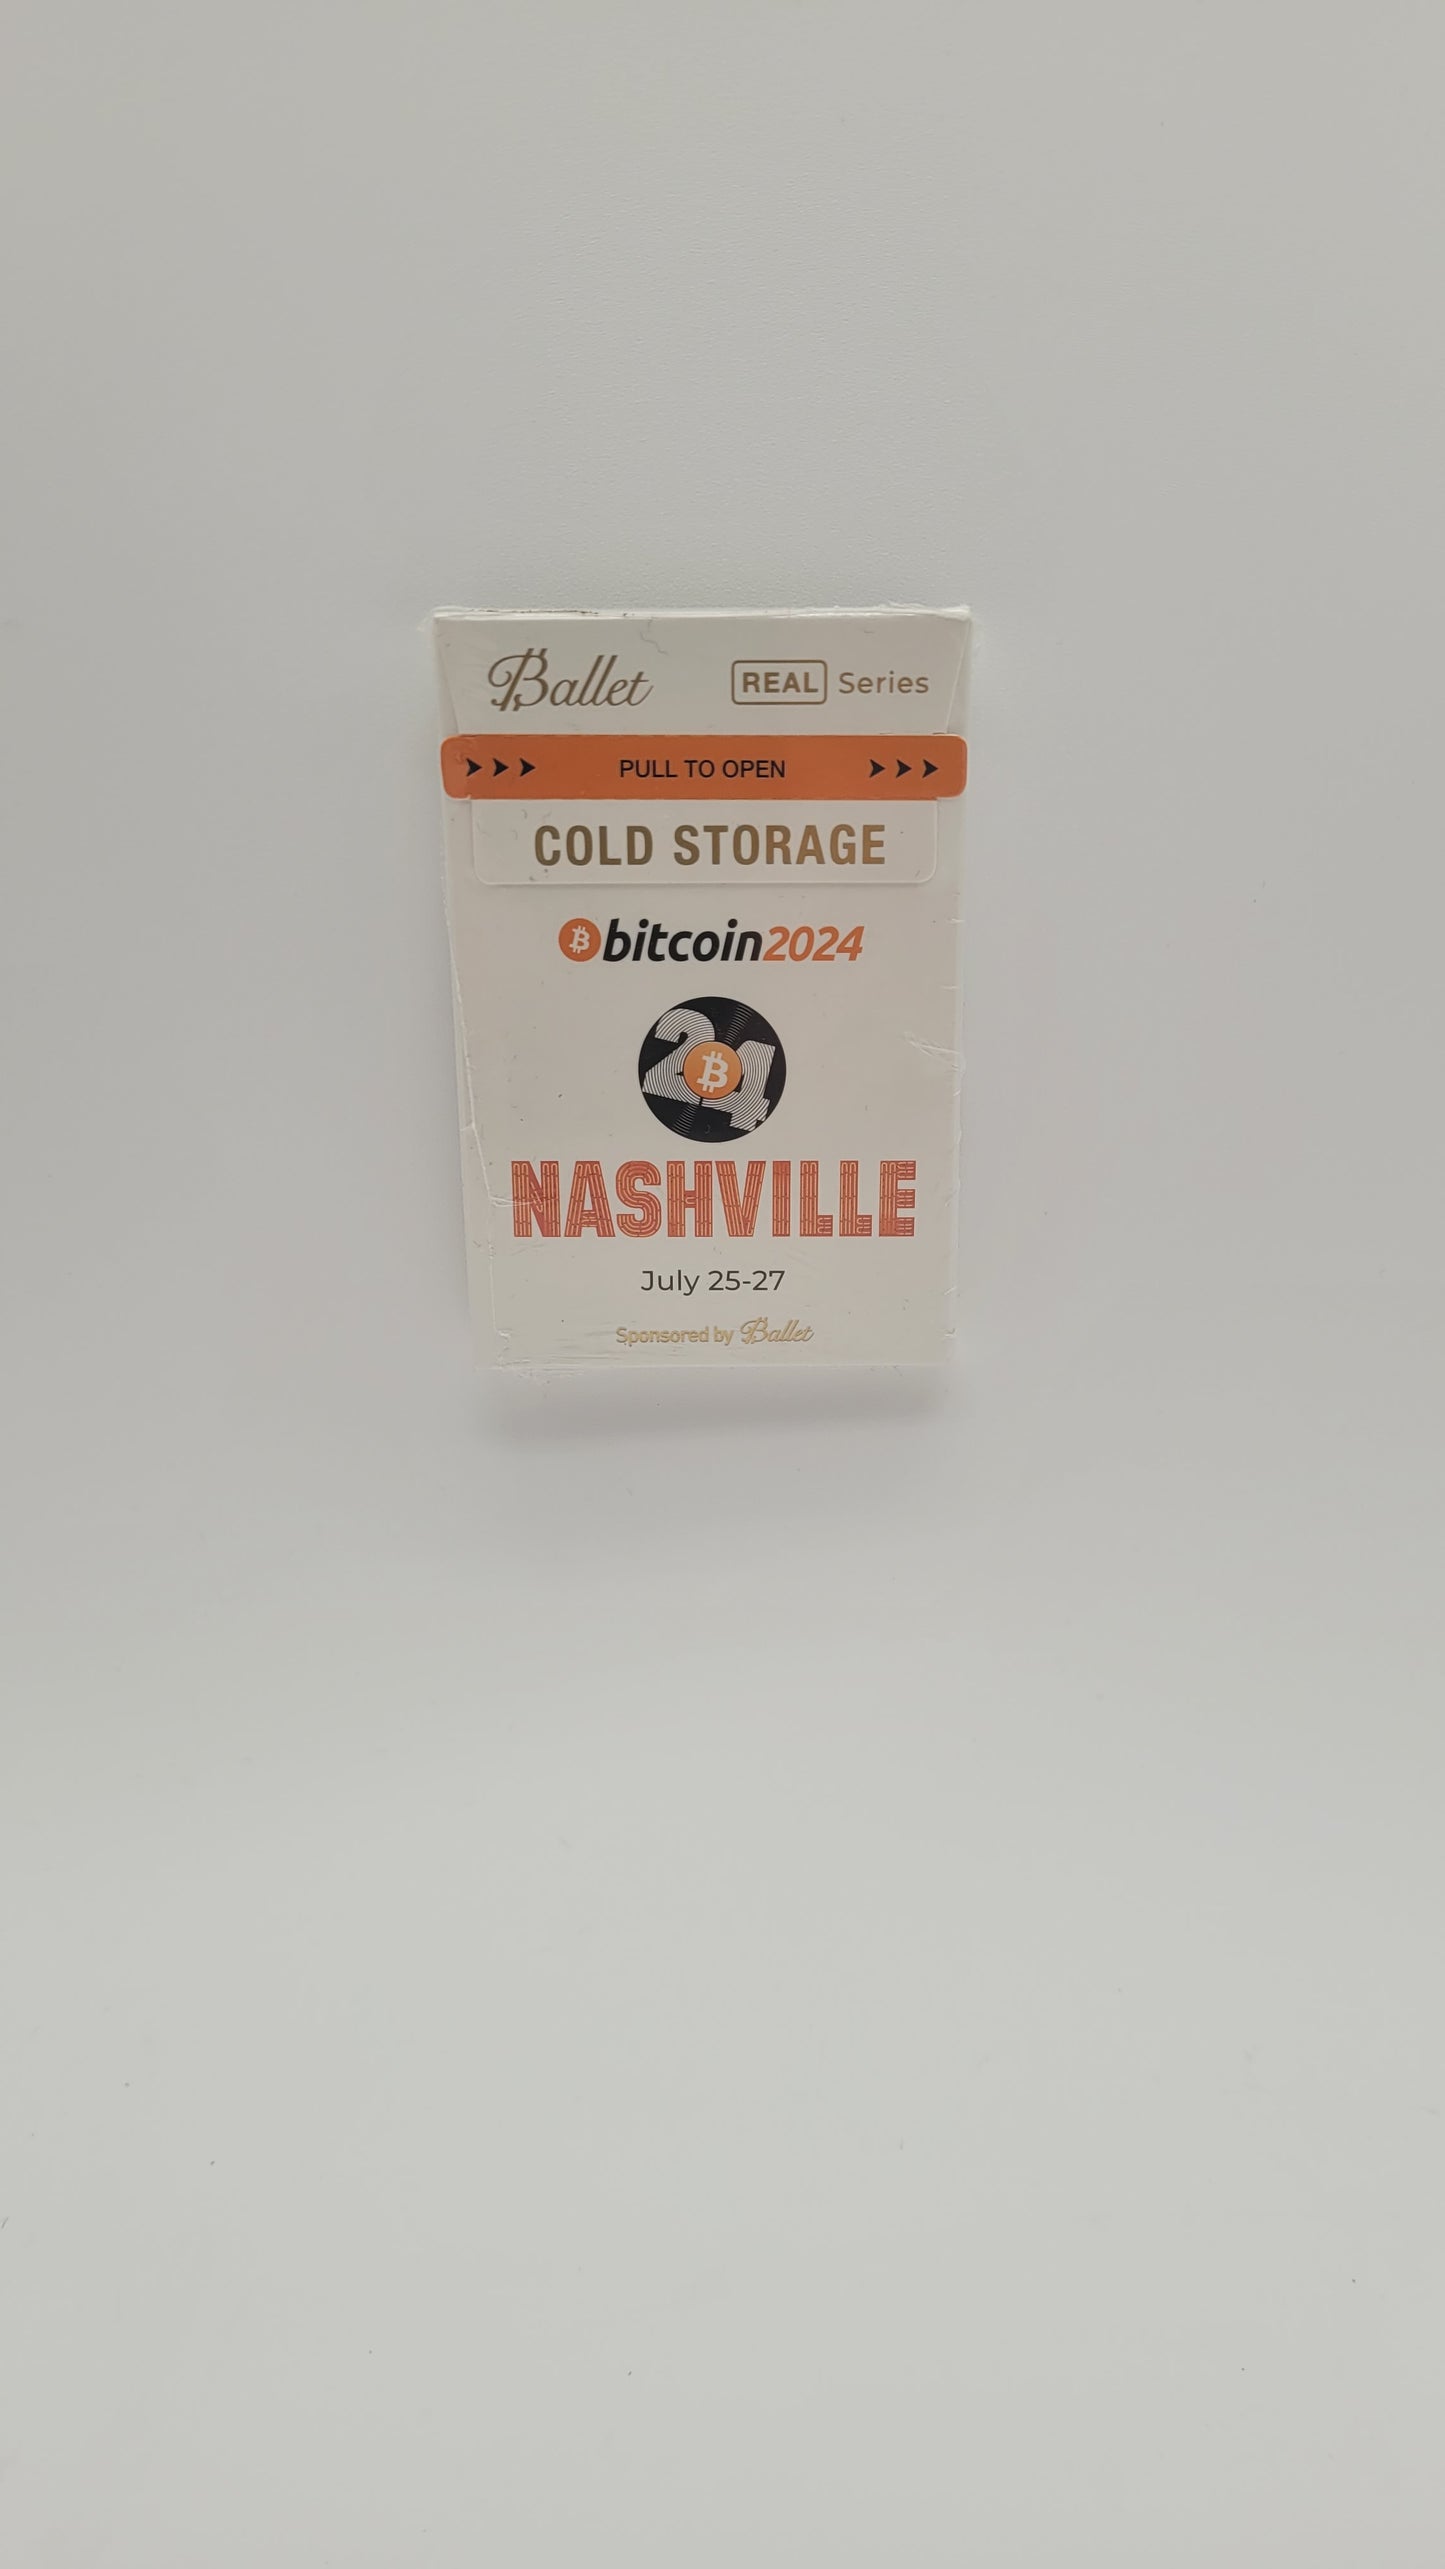 Ballet REAL Series
PULL TO OPEN
COLD STORAGE
bitcoin2024
24
NASHVILLE
July 25-27
Sponsored by Ballet